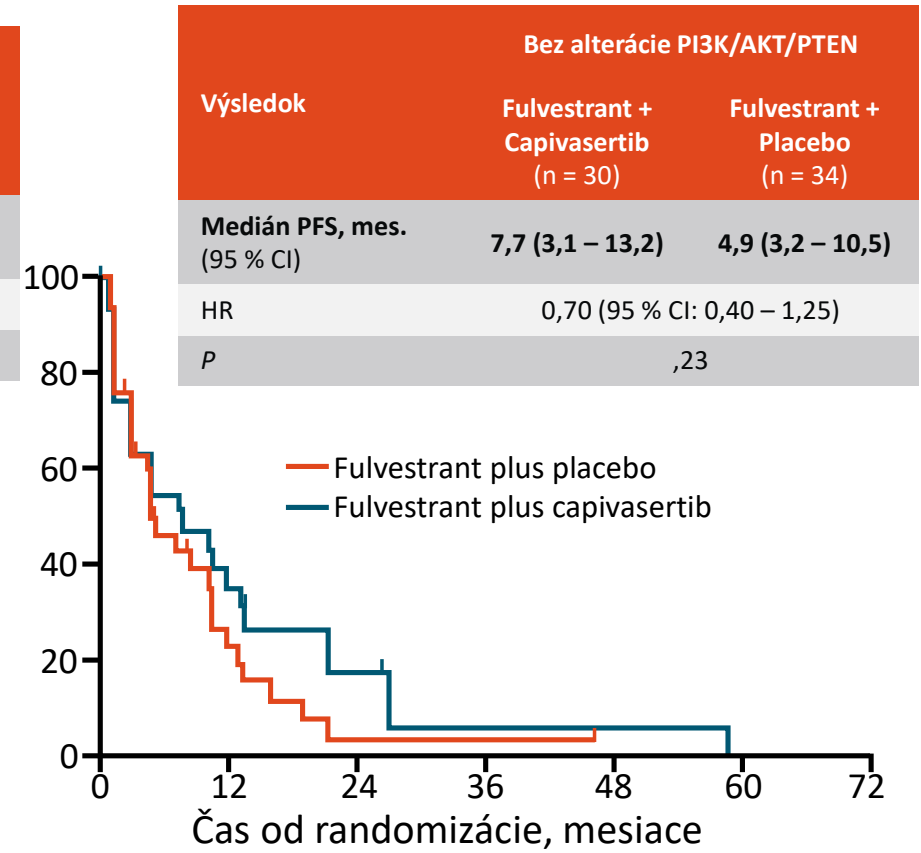 Bez alterácie PI3K/AKT/PTEN
Výsledok
Fulvestrant +
Capivasertib
(n = 30)
Fulvestrant +
Placebo
(n = 34)
Medián PFS, mes.
(95 % CI)
7,7 (3,1 – 13,2)
4,9 (3,2 – 10,5)
HR
0,70 (95 % CI: 0,40 – 1,25)
P
,23
100
80
60
40
20
0
Fulvestrant plus placebo
Fulvestrant plus capivasertib
0 12 24 36 48 60 72
Čas od randomizácie, mesiace